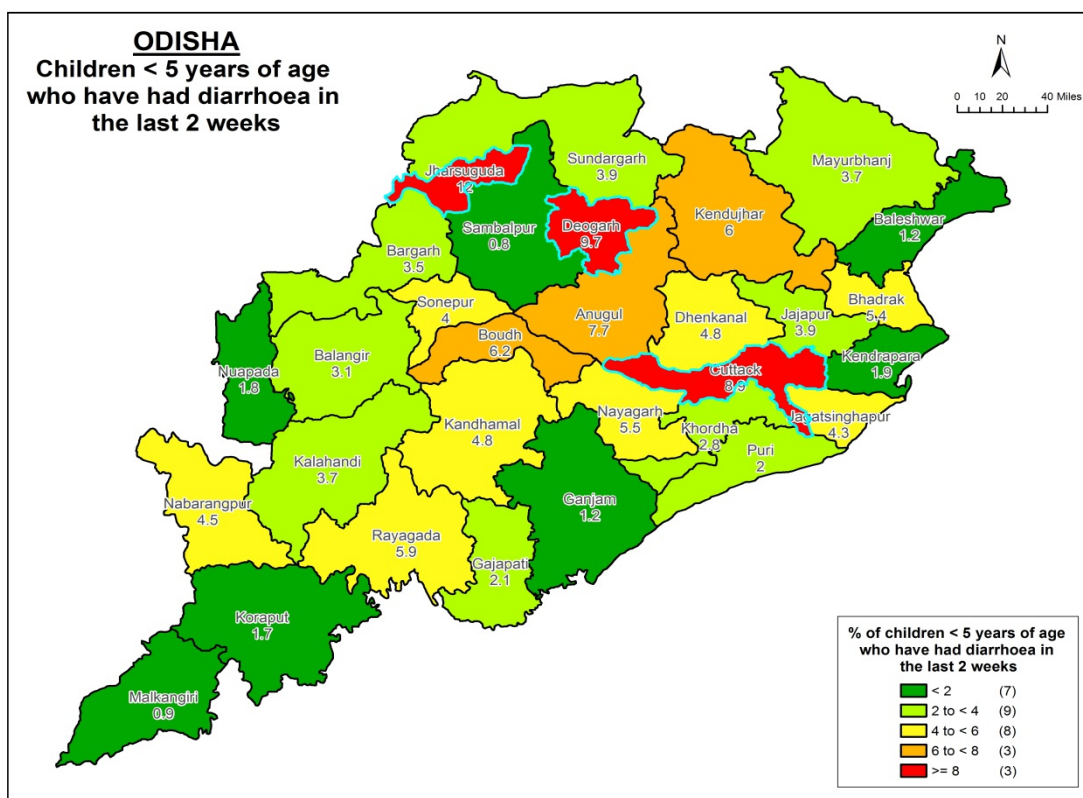 ODISHA
Children < 5 years of age
who have had diarrhoea in
the last 2 weeks
N
0 10 20 40 Miles
Jharsuguda
12
Sundargarh
3.9
Mayurbhanj
3.7
Sambalpur
0.8
Deogarh
9.7
Kendujhar
6
Baleshwar
1.2
Bargarh
3.5
Sonepur
4
Anugul
7.7
Dhenkanal
4.8
Jajapur
3.9
Bhadrak
5.4
Boudh
6.2
Balangir
3.1
Nuapada
1.8
Cuttack
8.9
Kendrapara
1.9
Kandhamal
4.8
Nayagarh
5.5
Khordha
2.8
Jagatsinghapur
4.3
Puri
2
Kalahandi
3.7
Nabarangpur
4.5
Ganjam
1.2
Rayagada
5.9
Gajapati
2.1
Koraput
1.7
Malkangiri
0.9
% of children < 5 years of age
who have had diarrhoea in
the last 2 weeks
< 2 (7)
2 to < 4 (9)
4 to < 6 (8)
6 to < 8 (3)
>= 8 (3)